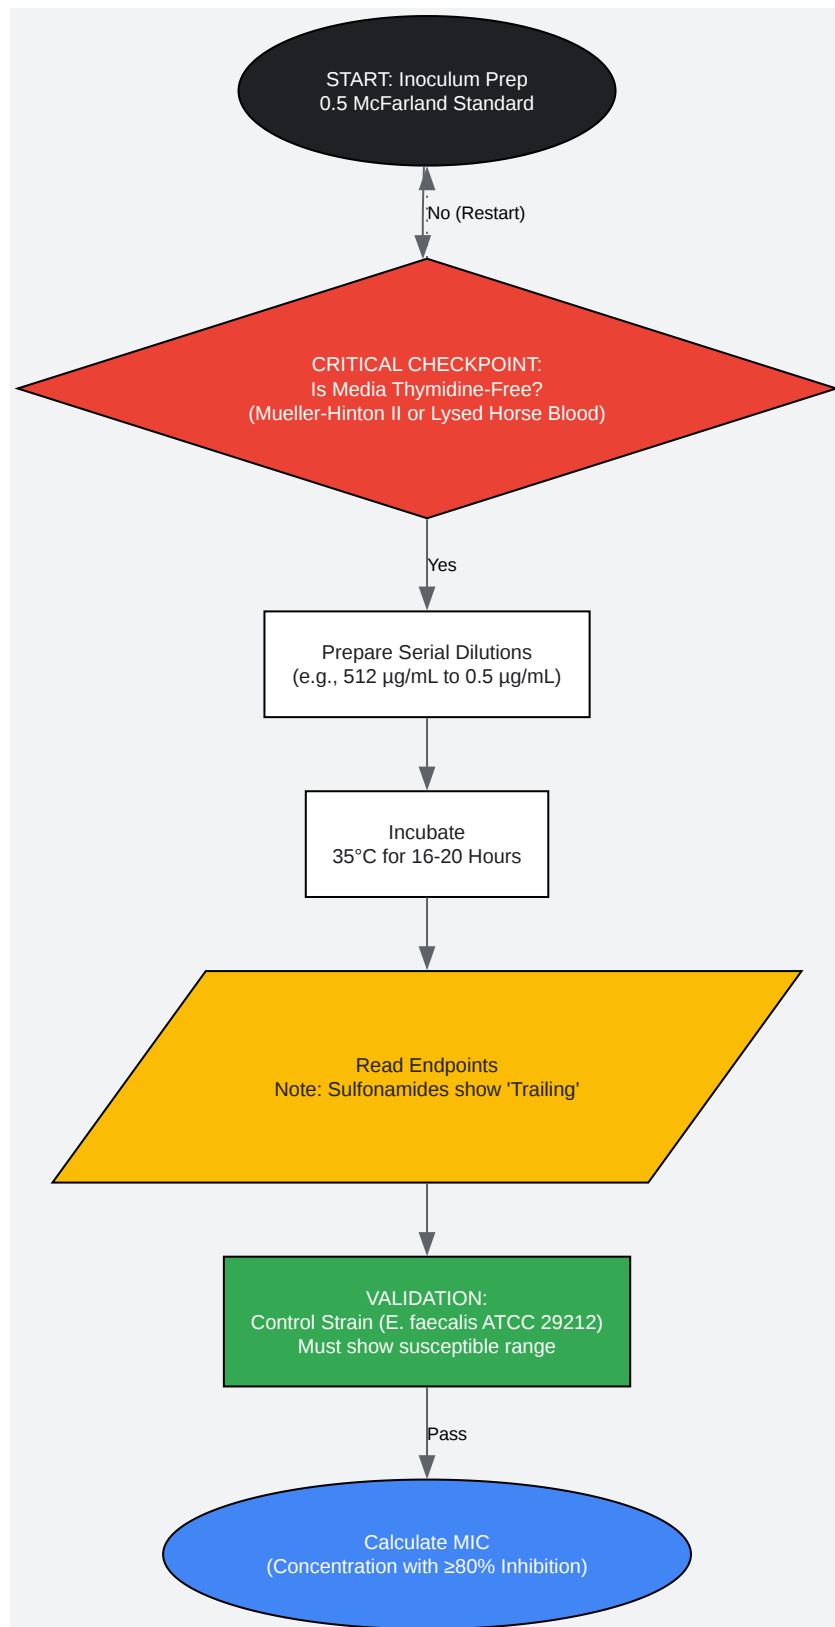 START: Inoculum Prep
0.5 McFarland Standard
No (Restart)
CRITICAL CHECKPOINT:
Is Media Thymidine-Free?
(Mueller-Hinton II or Lysed Horse Blood)
Yes
Prepare Serial Dilutions
(e.g., 512 µg/mL to 0.5 µg/mL)
Incubate
35°C for 16-20 Hours
Read Endpoints
Note: Sulfonamides show 'Trailing'
VALIDATION:
Control Strain (E. faecalis ATCC 29212)
Must show susceptible range
Pass
Calculate MIC
(Concentration with ≥80% Inhibition)